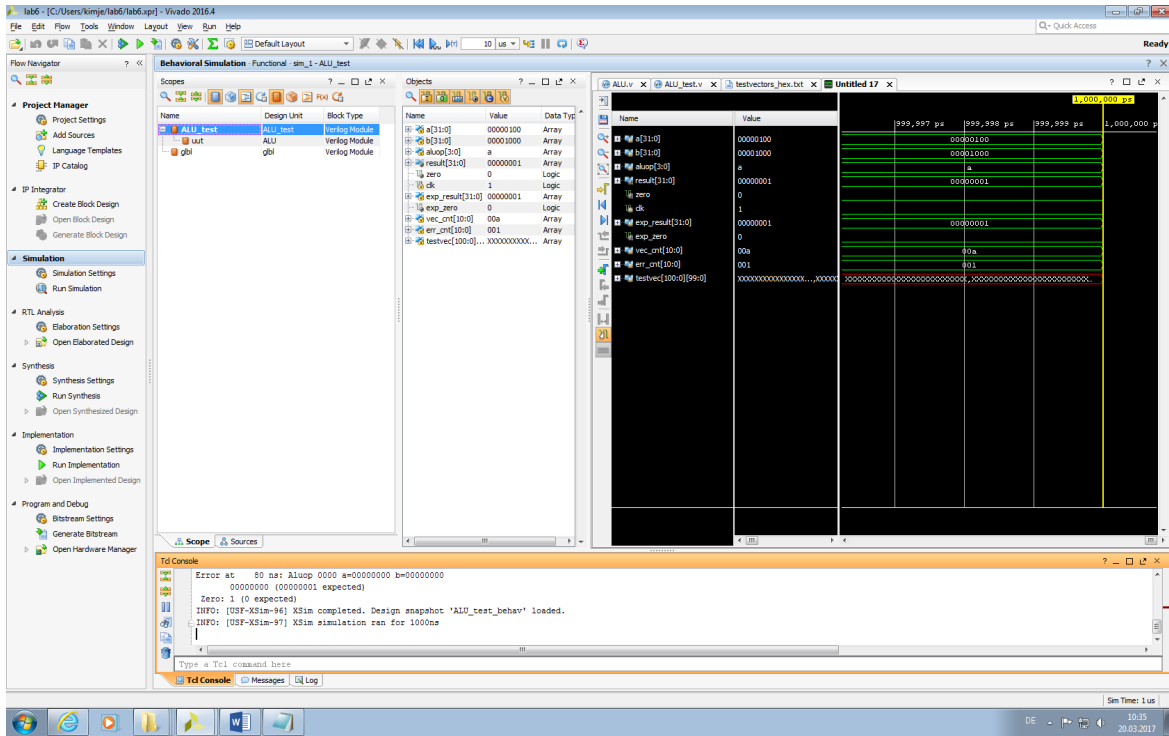 lab6 - [C:/Users/kimje/lab6/lab6.xpr] - Vivado 2016.4
File Edit Flow Tools Window Layout View Run Help
Q- Quick Access
Default Layout
10 us
Ready
Flow Navigator
Project Manager
Project Settings
Add Sources
Language Templates
IP Catalog
IP Integrator
Create Block Design
Open Block Design
Generate Block Design
Simulation
Simulation Settings
Run Simulation
RTL Analysis
Elaboration Settings
Open Elaborated Design
Synthesis
Synthesis Settings
Run Synthesis
Open Synthesized Design
Implementation
Implementation Settings
Run Implementation
Open Implemented Design
Program and Debug
Bitstream Settings
Generate Bitstream
Open Hardware Manager
Behavioral Simulation - Functional - sim_1 - ALU_test
Scopes
Name Design Unit Block Type
ALU_test ALU_test Verilog Module
uut ALU Verilog Module
glbl glbl Verilog Module
Scope Sources
Objects
Name Value Data Typ
a[31:0] 00000100 Array
b[31:0] 00001000 Array
aluop[3:0] a Array
result[31:0] 00000001 Array
zero 0 Logic
clk 1 Logic
exp_result[31:0] 00000001 Array
exp_zero 0 Logic
vec_cnt[10:0] 00a Array
err_cnt[10:0] 001 Array
testvec[100:0]... XXXXXXXXXX... Array
ALU.v ALU_test.v testvectors_hex.txt Untitled 17
1,000,000 ps
Name Value 999,997 ps 999,998 ps 999,999 ps 1,000,000 p
a[31:0] 00000100 00000100
b[31:0] 00001000 00001000
aluop[3:0] a a
result[31:0] 00000001 00000001
zero 0
clk 1
exp_result[31:0] 00000001 00000001
exp_zero 0
vec_cnt[10:0] 00a 00a
err_cnt[10:0] 001 001
testvec[100:0][99:0]
Tcl Console
Error at 80 ns: Aluop 0000 a=00000000 b=00000000
00000000 (00000001 expected)
Zero: 1 (0 expected)
INFO: [USF-XSim-96] XSim completed. Design snapshot 'ALU_test_behav' loaded.
INFO: [USF-XSim-97] XSim simulation ran for 1000ns
Type a Tcl command here
Tcl Console Messages Log
Sim Time: 1 us
DE
10:35
20.03.2017